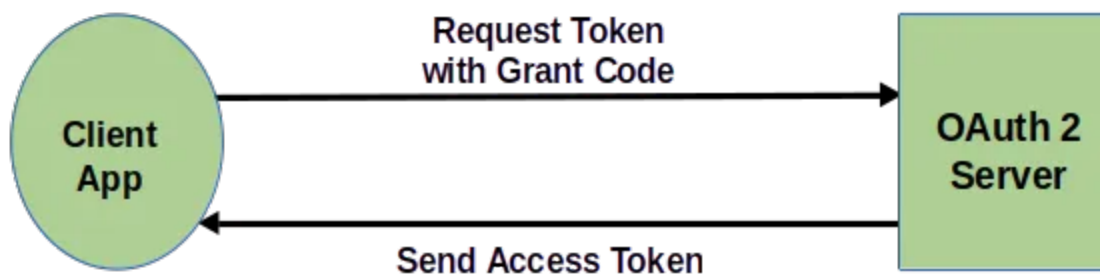 Request Token
with Grant Code
Client
App
OAuth 2
Server
Send Access Token